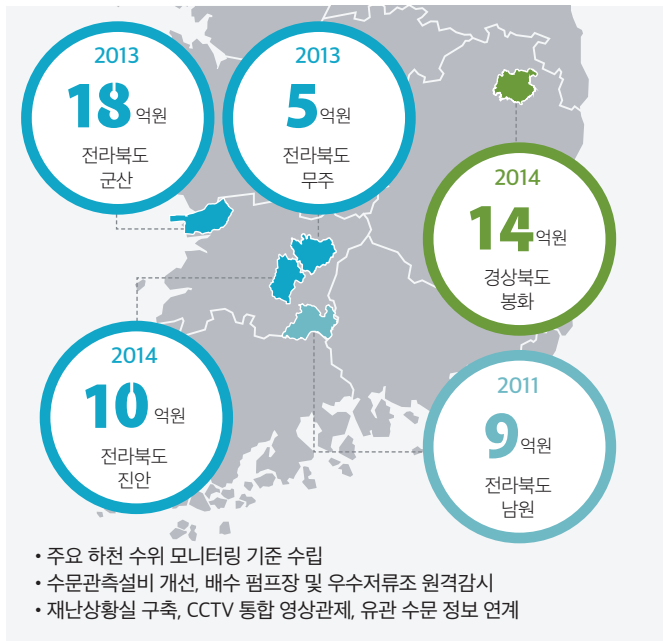 2013
18억원
전라북도
군산
2013
5억원
전라북도
무주
2014
14억원
경상북도
봉화
2014
10억원
전라북도
진안
2011
9억원
전라북도
남원
• 주요 하천 수위 모니터링 기준 수립
• 수문관측설비 개선, 배수 펌프장 및 우수저류조 원격감시
• 재난상황실 구축, CCTV 통합 영상관제, 유관 수문 정보 연계